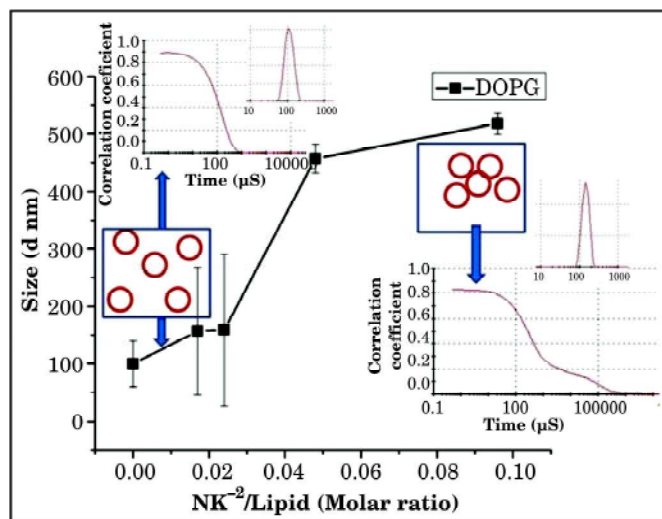 Correlation coefficient
1.0
0.8
0.6
0.4
0.2
0.0
0.1 100 10000
Time (µS)
10 100 1000
DOPG
Size (d nm)
600
500
400
300
200
100
0
10 100 1000
Correlation
coefficient
1.0
0.8
0.6
0.4
0.2
0.0
0.1 100 100000
Time (µS)
0.00 0.02 0.04 0.06 0.08 0.10
NK⁻²/Lipid (Molar ratio)